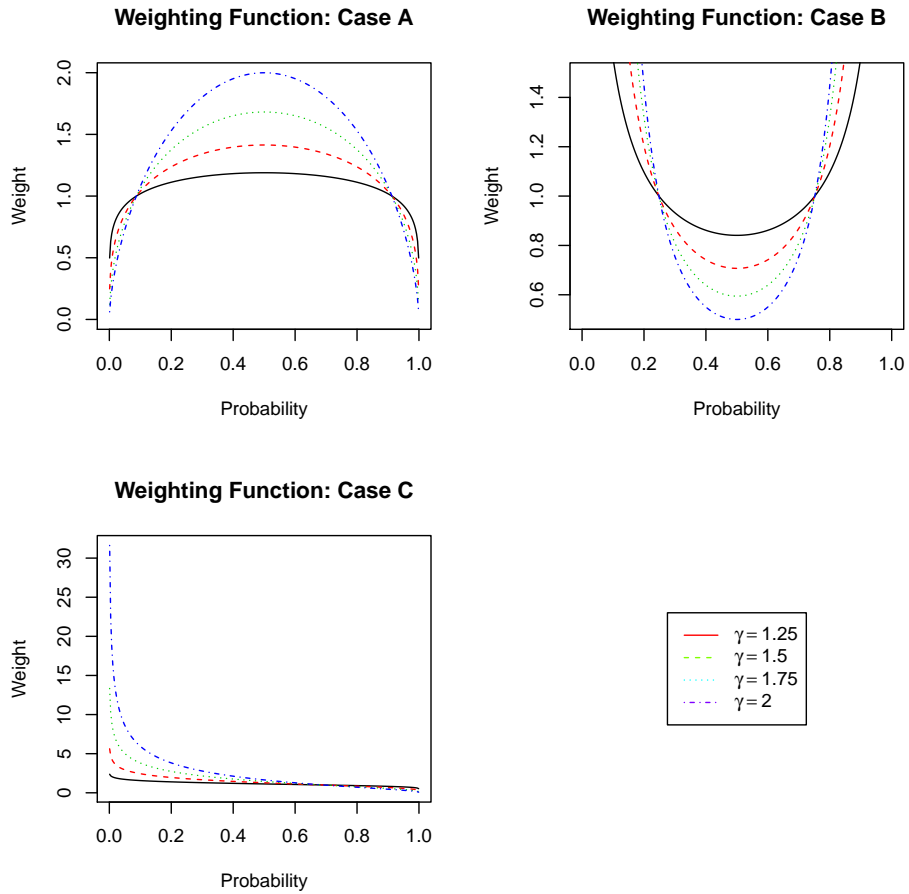 Weighting Function: Case A
Weight
0.0 0.5 1.0 1.5 2.0
0.0 0.2 0.4 0.6 0.8 1.0
Probability
Weighting Function: Case B
Weight
0.6 0.8 1.0 1.2 1.4
0.0 0.2 0.4 0.6 0.8 1.0
Probability
Weighting Function: Case C
Weight
0 5 10 15 20 25 30
0.0 0.2 0.4 0.6 0.8 1.0
Probability
γ = 1.25
γ = 1.5
γ = 1.75
γ = 2